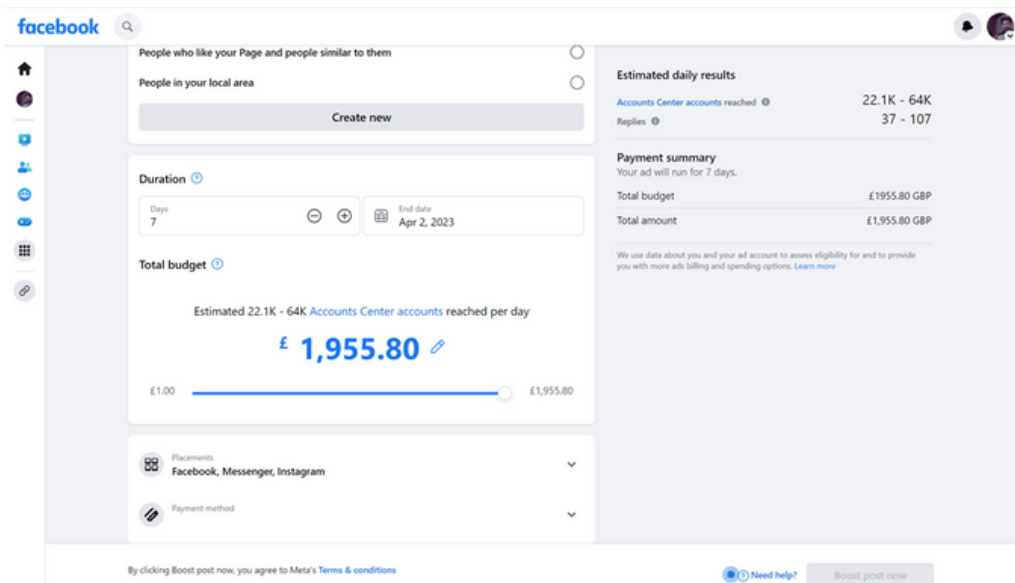 facebook
People who like your Page and people similar to them
People in your local area
Create new
Duration
Days
7
End date
Apr 2, 2023
Total budget
Estimated 22.1K - 64K Accounts Center accounts reached per day
£ 1,955.80
£1.00
£1,955.80
Placements
Facebook, Messenger, Instagram
Payment method
By clicking Boost post now, you agree to Meta's Terms & conditions
Estimated daily results
Accounts Center accounts reached 22.1K - 64K
Replies 37 - 107
Payment summary
Your ad will run for 7 days.
Total budget £1955.80 GBP
Total amount £1,955.80 GBP
We use data about you and your ad account to assess eligibility for and to provide
you with more ads billing and spending options. Learn more
Need help?
Boost post now